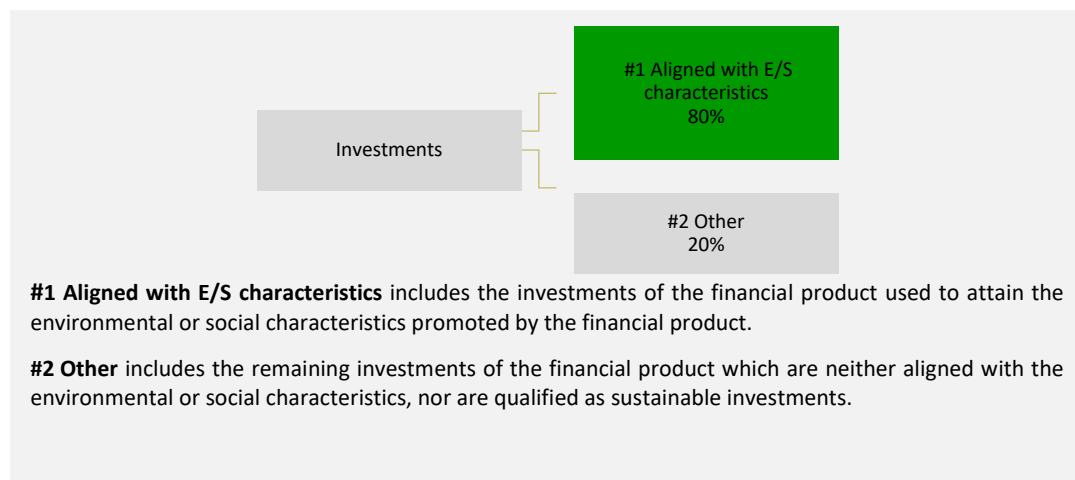 #1 Aligned with E/S
characteristics
80%
Investments
#2 Other
20%
#1 Aligned with E/S characteristics includes the investments of the financial product used to attain the
environmental or social characteristics promoted by the financial product.
#2 Other includes the remaining investments of the financial product which are neither aligned with the
environmental or social characteristics, nor are qualified as sustainable investments.